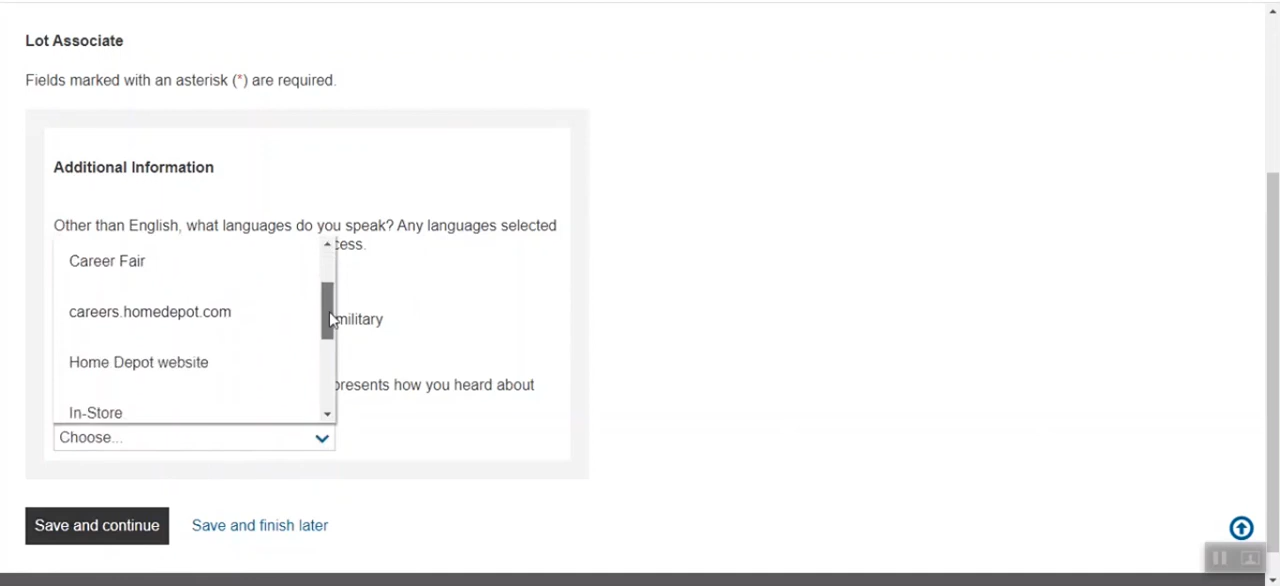 Lot Associate
Fields marked with an asterisk (*) are required.
Additional Information
Other than English, what languages do you speak? Any languages selected
cess.
Career Fair
careers.homedepot.com
military
Home Depot website
presents how you heard about
In-Store
Choose...
Save and continue
Save and finish later